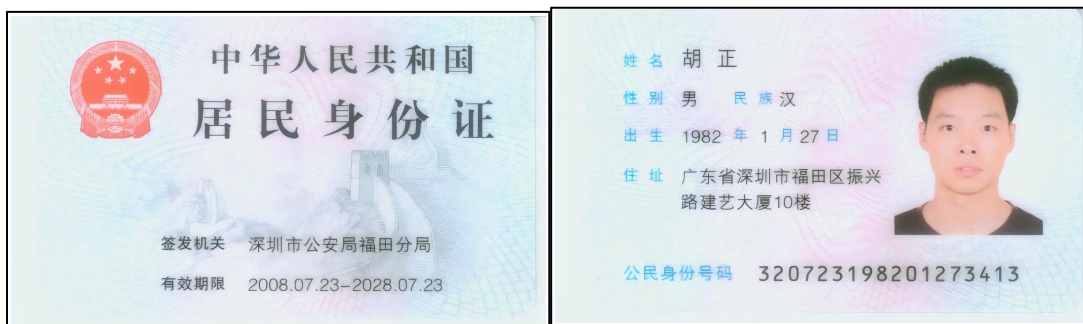 中华人民共和国
居民身份证
签发机关 深圳市公安局福田分局
有效期限 2008.07.23-2028.07.23
姓名 胡正
性别 男 民族 汉
出生 1982 年 1 月 27 日
住址 广东省深圳市福田区振兴
路建艺大厦10楼
公民身份号码 320723198201273413